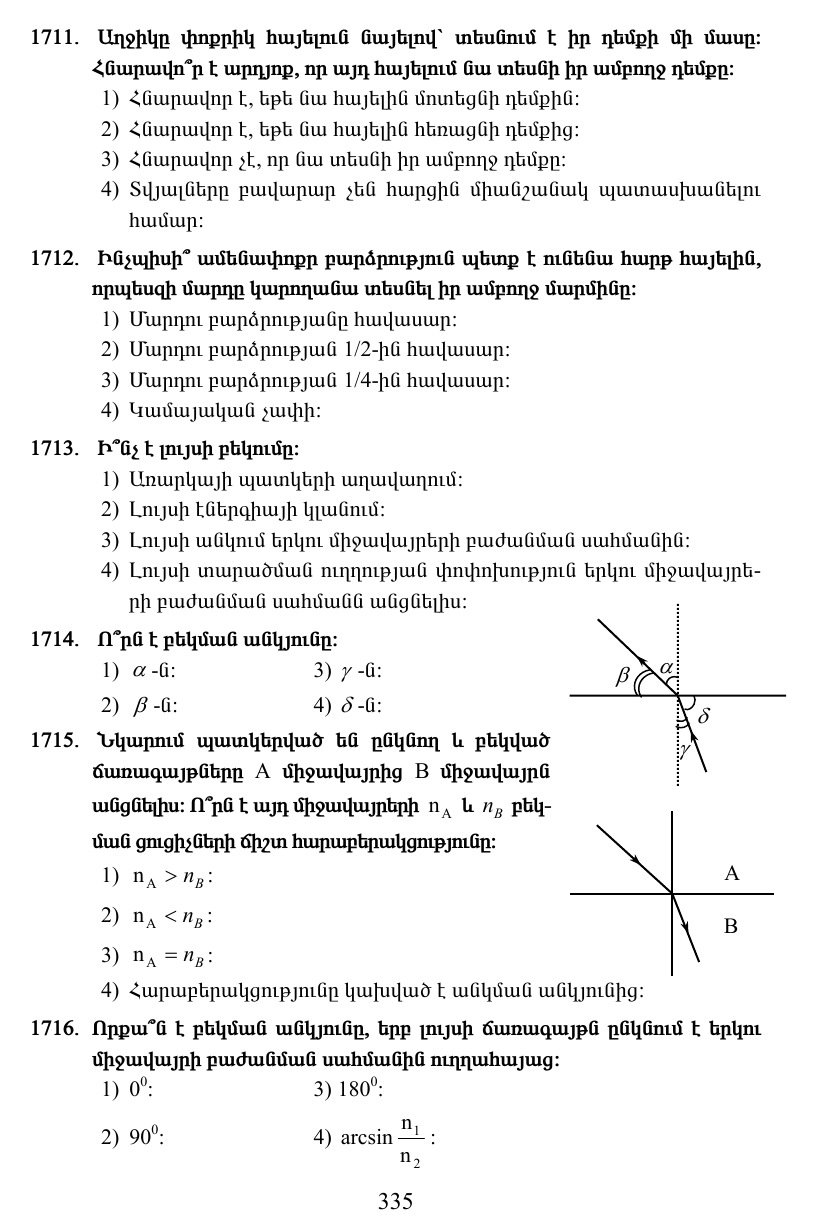 1711. Աղջիկը փոքրիկ հայելուն նայելով՝ տեսնում է իր դեմքի մի մասը:
Հնարավո՞ր է արդյոք, որ այդ հայելում նա տեսնի իր ամբողջ դեմքը:
1) Հնարավոր է, եթե նա հայելին մոտեցնի դեմքին:
2) Հնարավոր է, եթե նա հայելին հեռացնի դեմքից:
3) Հնարավոր չէ, որ նա տեսնի իր ամբողջ դեմքը:
4) Տվյալները բավարար չեն հարցին միանշանակ պատասխանելու
համար:
1712. Ինչպիսի՞ ամենափոքր բարձրություն պետք է ունենա հարթ հայելին,
որպեսզի մարդը կարողանա տեսնել իր ամբողջ մարմինը:
1) Մարդու բարձրությանը հավասար:
2) Մարդու բարձրության 1/2-ին հավասար:
3) Մարդու բարձրության 1/4-ին հավասար:
4) Կամայական չափի:
1713. Ի՞նչ է լույսի բեկումը:
1) Առարկայի պատկերի աղավաղում:
2) Լույսի էներգիայի կլանում:
3) Լույսի անկում երկու միջավայրերի բաժանման սահմանին:
4) Լույսի տարածման ուղղության փոփոխություն երկու միջավայրե-
րի բաժանման սահմանն անցնելիս:
1714. Ո՞րն է բեկման անկյունը:
1) α -ն: 3) γ -ն:
2) β -ն: 4) δ -ն:
β α
δ
γ
1715. Նկարում պատկերված են ընկնող և բեկված
ճառագայթները A միջավայրից B միջավայրն
անցնելիս: Ո՞րն է այդ միջավայրերի n_A և n_B բեկ-
ման ցուցիչների ճիշտ հարաբերակցությունը:
1) n_A > n_B:
2) n_A < n_B:
3) n_A = n_B:
4) Հարաբերակցությունը կախված է անկման անկյունից:
A
B
1716. Որքա՞ն է բեկման անկյունը, երբ լույսի ճառագայթն ընկնում է երկու
միջավայրի բաժանման սահմանին ուղղահայաց:
1) 0⁰: 3) 180⁰:
2) 90⁰: 4) arcsin n₁/n₂ :
335